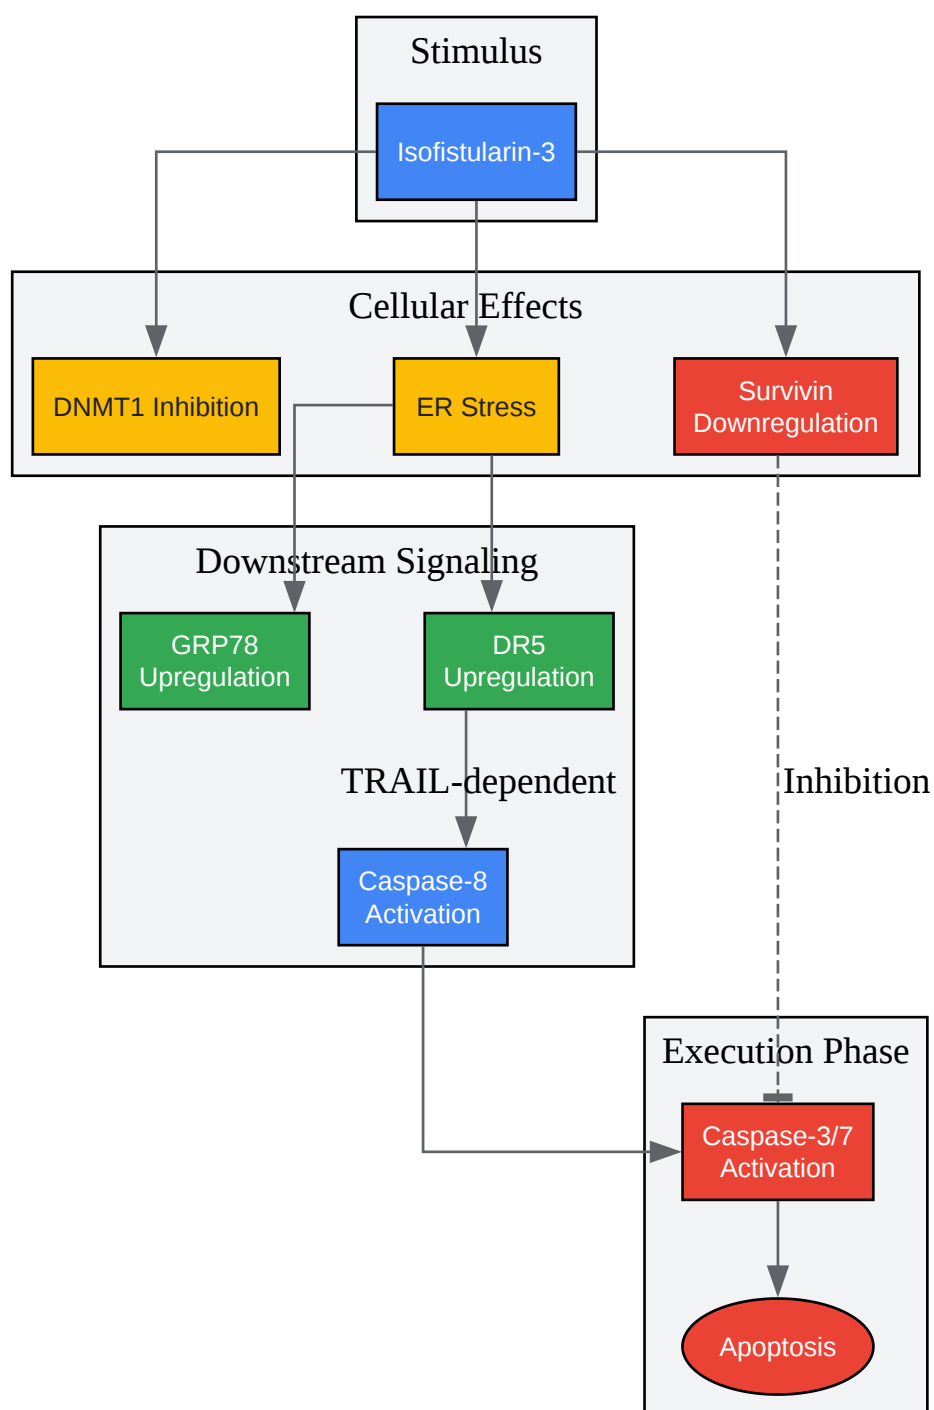 Stimulus
Isofistularin-3
Cellular Effects
DNMT1 Inhibition
ER Stress
Survivin
Downregulation
Downstream Signaling
GRP78
Upregulation
DR5
Upregulation
TRAIL-dependent
Inhibition
Caspase-8
Activation
Execution Phase
Caspase-3/7
Activation
Apoptosis